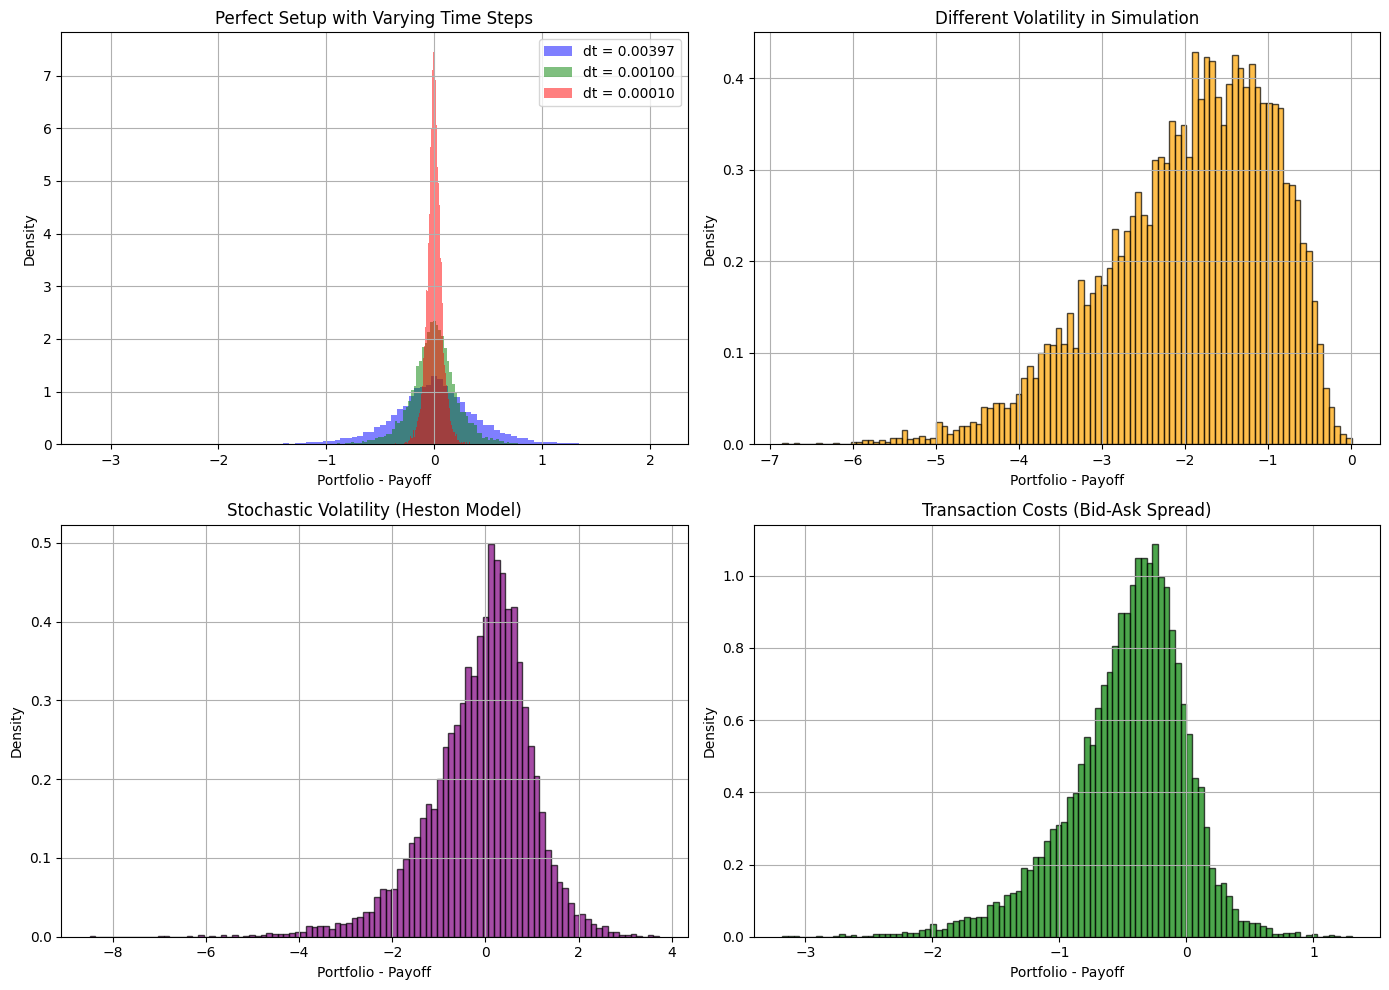 Perfect Setup with Varying Time Steps
dt = 0.00397
dt = 0.00100
dt = 0.00010
Density
7
6
5
4
3
2
1
0
−3 −2 −1 0 1 2
Portfolio - Payoff
Different Volatility in Simulation
Density
0.4
0.3
0.2
0.1
0.0
−7 −6 −5 −4 −3 −2 −1 0
Portfolio - Payoff
Stochastic Volatility (Heston Model)
Density
0.5
0.4
0.3
0.2
0.1
0.0
−8 −6 −4 −2 0 2 4
Portfolio - Payoff
Transaction Costs (Bid-Ask Spread)
Density
1.0
0.8
0.6
0.4
0.2
0.0
−3 −2 −1 0 1
Portfolio - Payoff